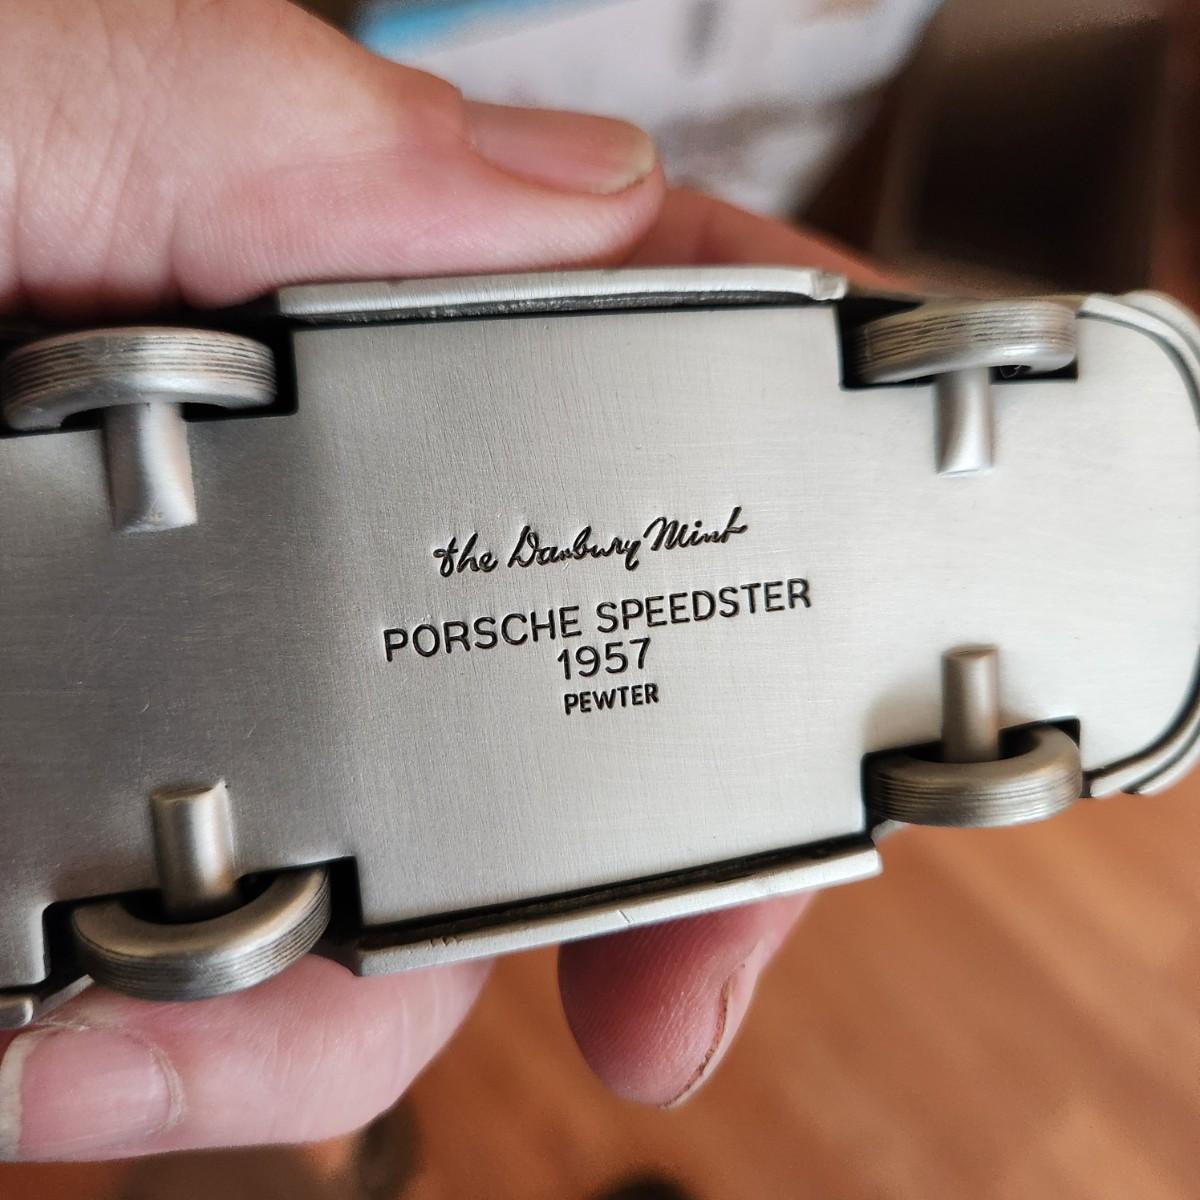 the Danbury Mint
PORSCHE SPEEDSTER
1957
PEWTER